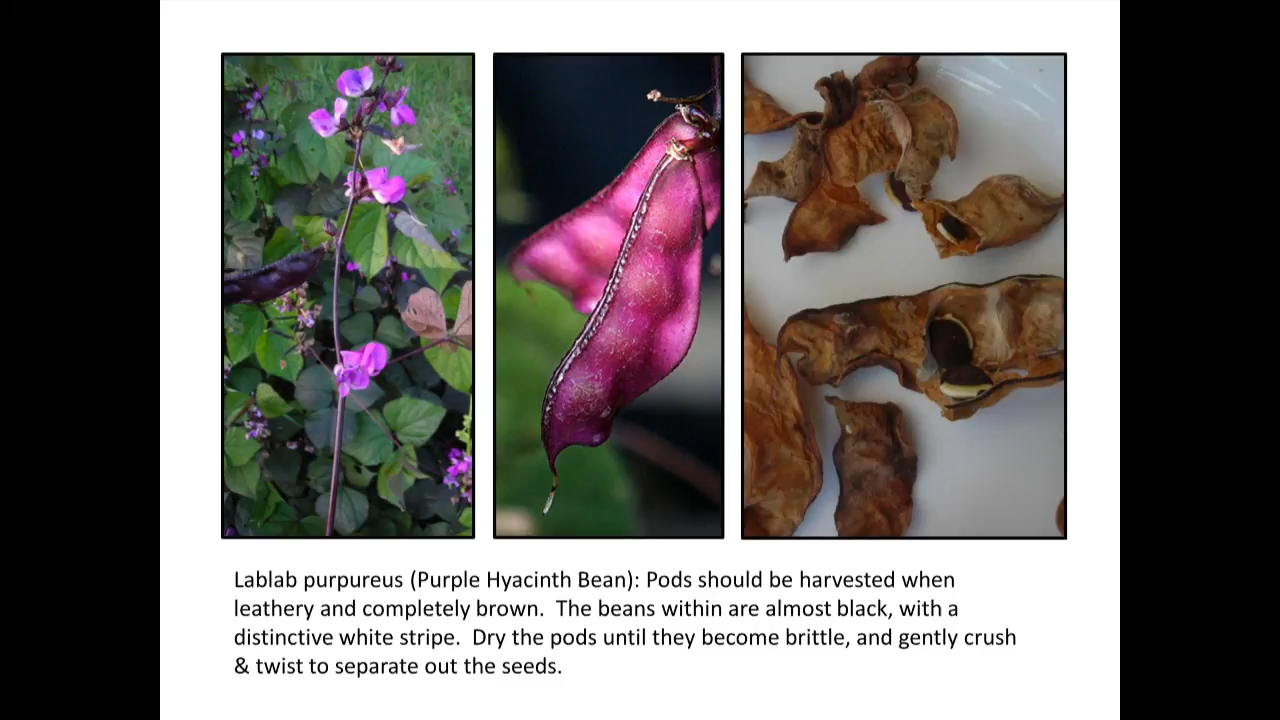 Lablab purpureus (Purple Hyacinth Bean): Pods should be harvested when
leathery and completely brown.  The beans within are almost black, with a
distinctive white stripe.  Dry the pods until they become brittle, and gently crush
& twist to separate out the seeds.